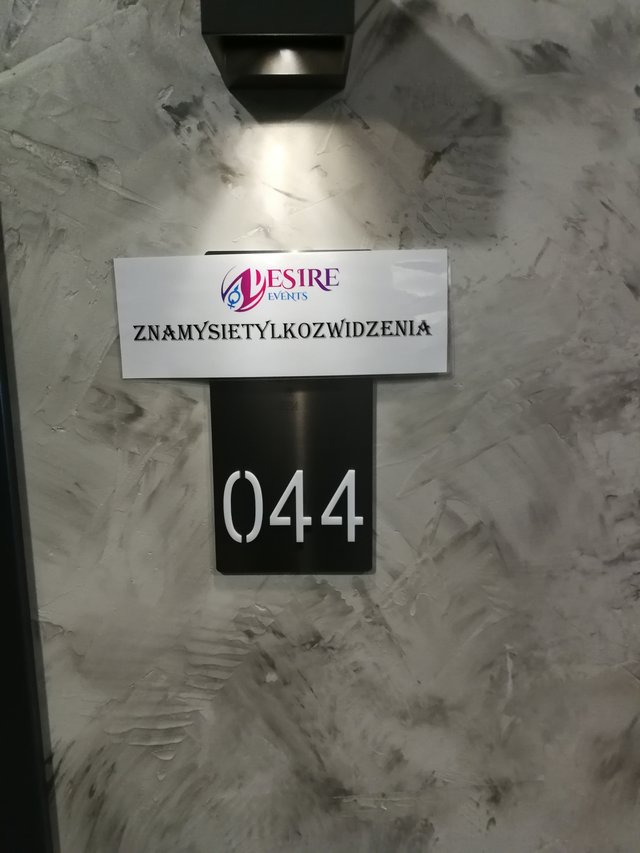 DESIRE
EVENTS
ZNAMYSIETYLKOZWIDZENIA
044